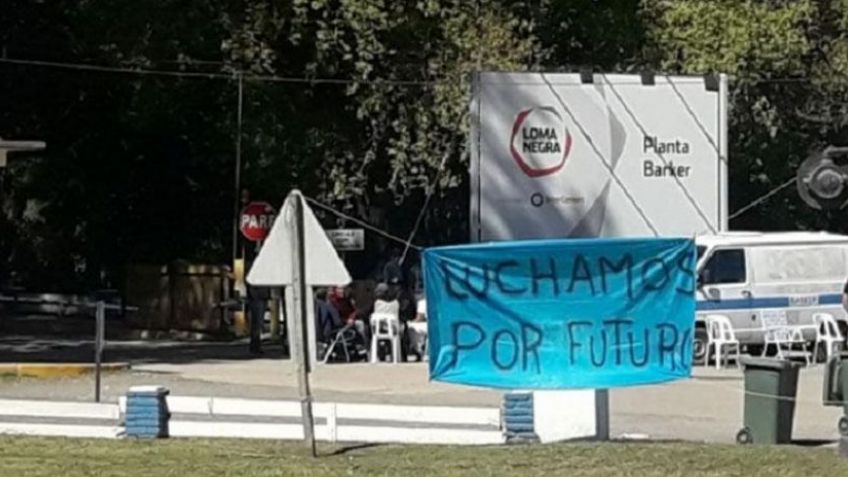 LOMA
NEGRA
Planta
Barker
PARE
LUCHAMOS
POR FUTURO